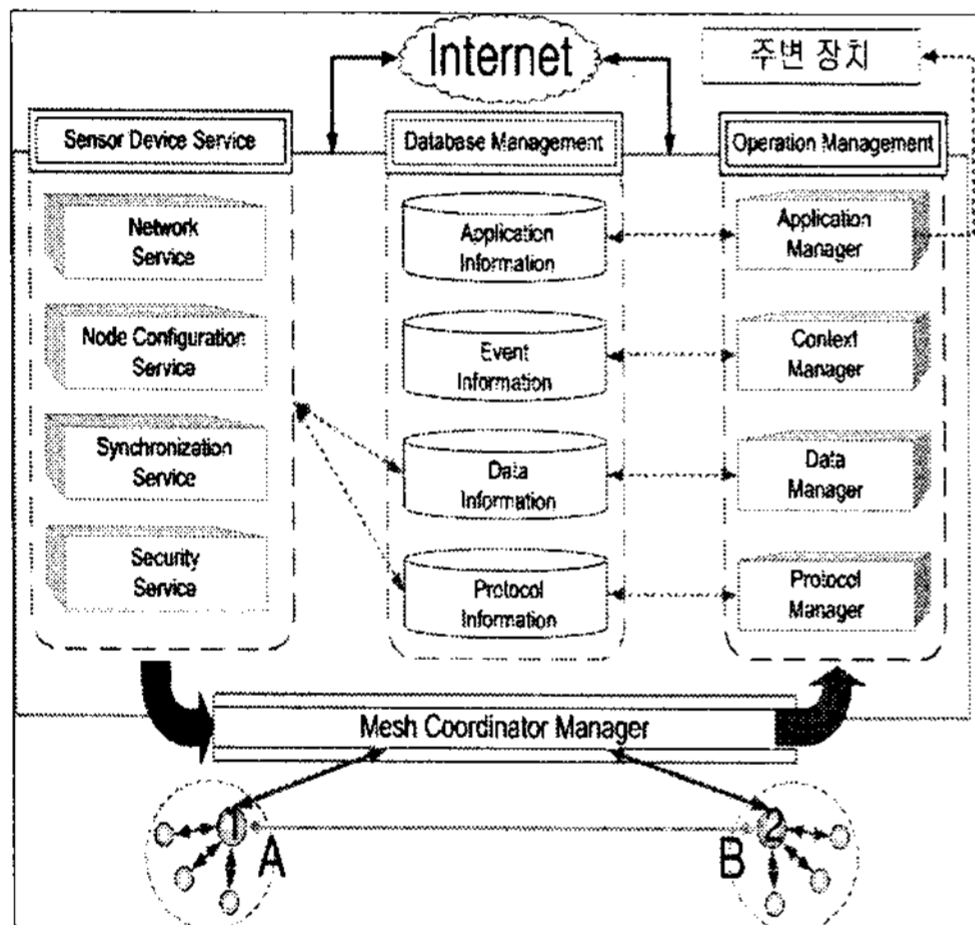 Internet
주변 장치
Sensor Device Service
Database Management
Operation Management
Network
Service
Node Configuration
Service
Synchronization
Service
Security
Service
Application
Information
Event
Information
Data
Information
Protocol
Information
Application
Manager
Context
Manager
Data
Manager
Protocol
Manager
Mesh Coordinator Manager
1
A
B
2